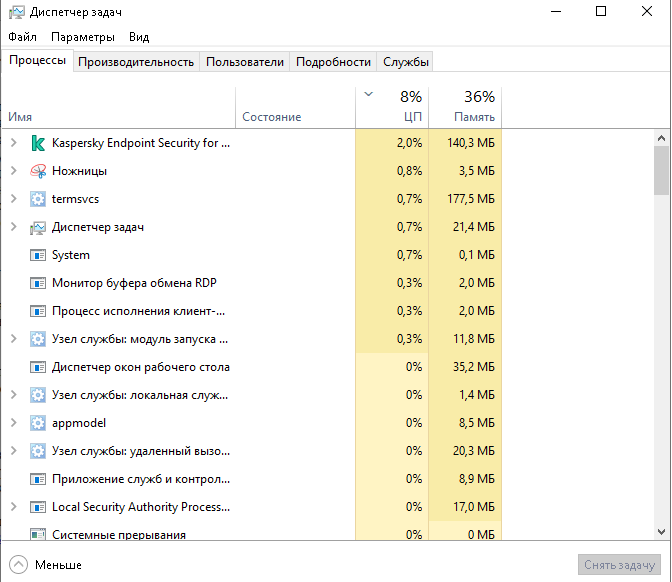 Диспетчер задач
Файл Параметры Вид
Процессы Производительность Пользователи Подробности Службы
8% 36%
Имя Состояние ЦП Память
Kaspersky Endpoint Security for ... 2,0% 140,3 МБ
Ножницы 0,8% 3,5 МБ
termsvcs 0,7% 177,5 МБ
Диспетчер задач 0,7% 21,4 МБ
System 0,7% 0,1 МБ
Монитор буфера обмена RDP 0,3% 2,0 МБ
Процесс исполнения клиент-... 0,3% 2,0 МБ
Узел службы: модуль запуска ... 0,3% 11,8 МБ
Диспетчер окон рабочего стола 0% 35,2 МБ
Узел службы: локальная служ... 0% 1,4 МБ
appmodel 0% 8,5 МБ
Узел службы: удаленный вызо... 0% 20,3 МБ
Приложение служб и контрол... 0% 8,9 МБ
Local Security Authority Process... 0% 17,0 МБ
Системные прерывания 0% 0 МБ
Меньше Снять задачу